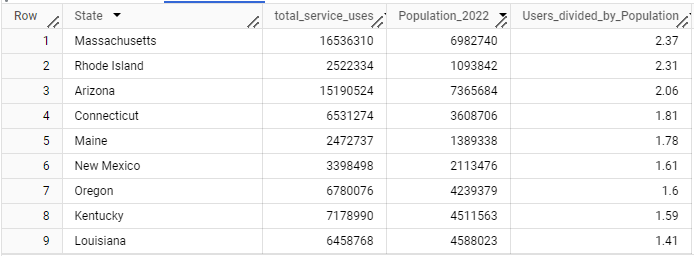 Row State total_service_uses Population_2022 Users_divided_by_Population
1 Massachusetts 16536310 6982740 2.37
2 Rhode Island 2522334 1093842 2.31
3 Arizona 15190524 7365684 2.06
4 Connecticut 6531274 3608706 1.81
5 Maine 2472737 1389338 1.78
6 New Mexico 3398498 2113476 1.61
7 Oregon 6780076 4239379 1.6
8 Kentucky 7178990 4511563 1.59
9 Louisiana 6458768 4588023 1.41